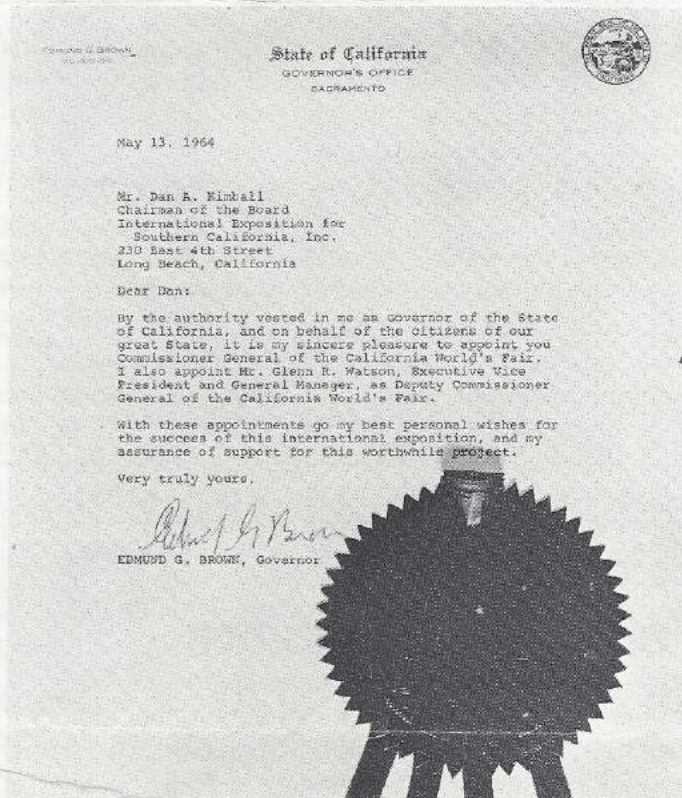 EDMUND G. BROWN
State of California
GOVERNOR'S OFFICE
SACRAMENTO
May 13, 1964
Mr. Dan A. Kimball
Chairman of the Board
International Exposition for
Southern California, Inc.
230 East 4th Street
Long Beach, California
Dear Dan:
By the authority vested in me as Governor of the State
of California, and on behalf of the citizens of our
great State, it is my sincere pleasure to appoint you
Commissioner General of the California World's Fair.
I also appoint Mr. Glenn R. Watson, Executive Vice
President and General Manager, as Deputy Commissioner
General of the California World's Fair.
With these appointments go my best personal wishes for
the success of this international exposition, and my
assurance of support for this worthwhile project.
Very truly yours,
Edmund G Brown
EDMUND G. BROWN, Governor